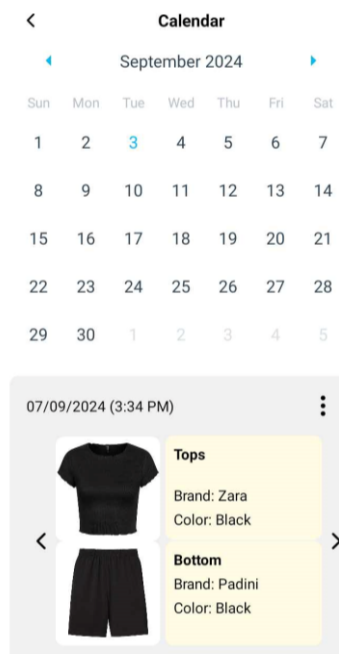 Calendar
September 2024
Sun Mon Tue Wed Thu Fri Sat
1 2 3 4 5 6 7
8 9 10 11 12 13 14
15 16 17 18 19 20 21
22 23 24 25 26 27 28
29 30 1 2 3 4 5
07/09/2024 (3:34 PM)
Tops
Brand: Zara
Color: Black
Bottom
Brand: Padini
Color: Black